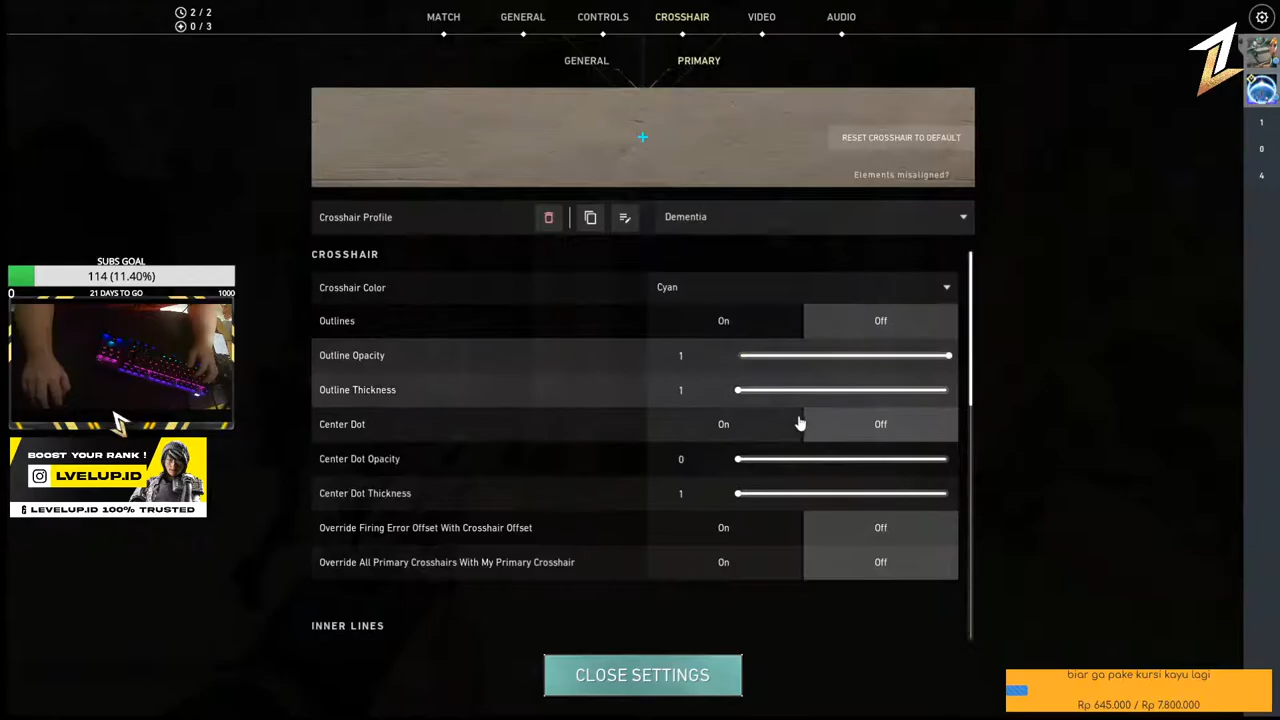 2 / 2
0 / 3
MATCH
GENERAL
CONTROLS
CROSSHAIR
VIDEO
AUDIO
GENERAL
PRIMARY
RESET CROSSHAIR TO DEFAULT
Elements misaligned?
Crosshair Profile
Dementia
CROSSHAIR
Crosshair Color
Cyan
Outlines
On
Off
Outline Opacity
1
Outline Thickness
1
Center Dot
On
Off
Center Dot Opacity
0
Center Dot Thickness
1
Override Firing Error Offset With Crosshair Offset
On
Off
Override All Primary Crosshairs With My Primary Crosshair
On
Off
INNER LINES
CLOSE SETTINGS
SUBS GOAL
114 (11.40%)
0
21 DAYS TO GO
1000
BOOST YOUR RANK !
LVELUP.ID
LEVELUP.ID 100% TRUSTED
1
0
4
biar ga pake kursi kayu lagi
Rp 645.000 / Rp 7.800.000